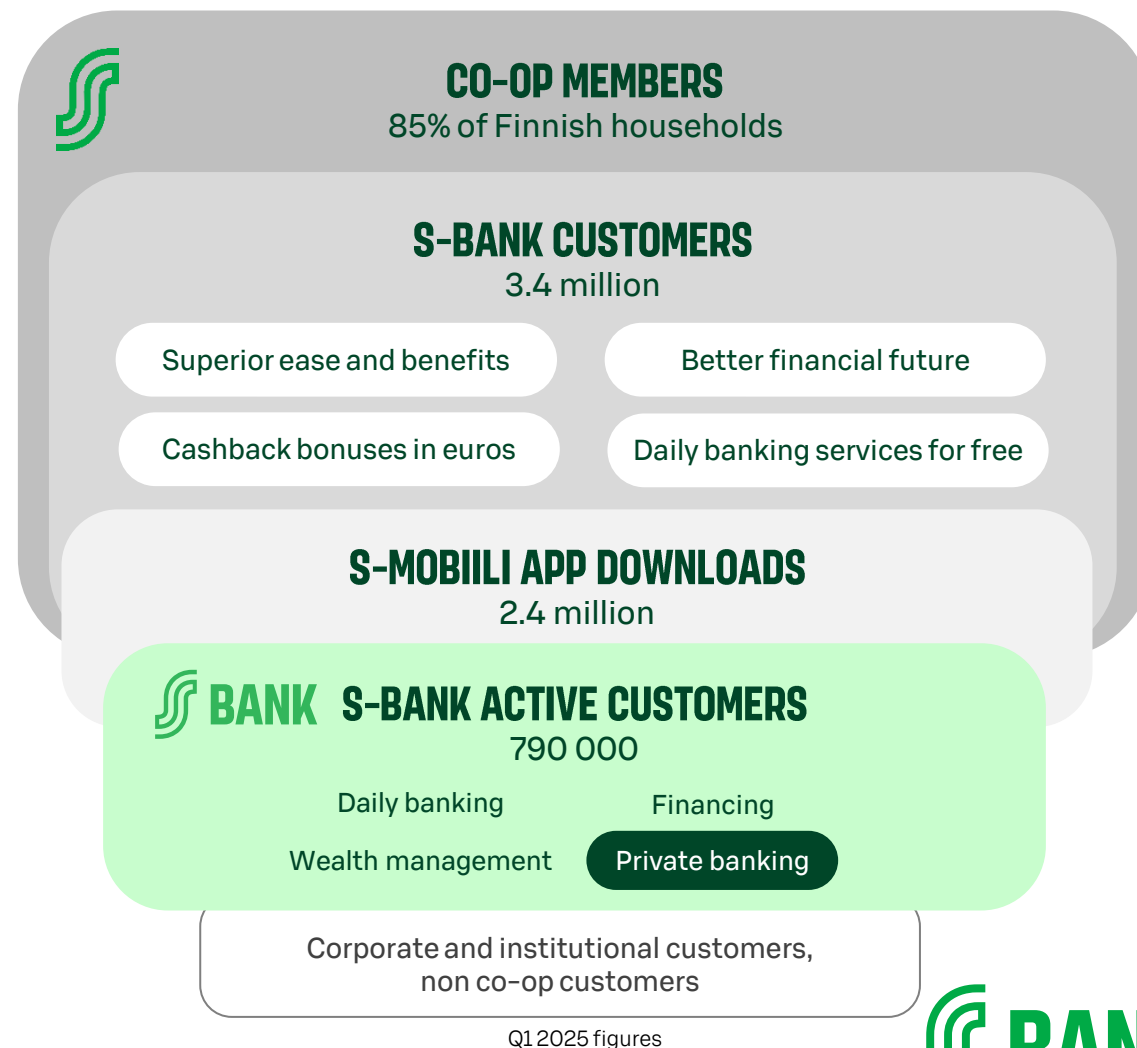 CO-OP MEMBERS
85% of Finnish households
S-BANK CUSTOMERS
3.4 million
Superior ease and benefits
Better financial future
Cashback bonuses in euros
Daily banking services for free
S-MOBIILI APP DOWNLOADS
2.4 million
BANK S-BANK ACTIVE CUSTOMERS
790 000
Daily banking
Financing
Wealth management
Private banking
Corporate and institutional customers,
non co-op customers
Q1 2025 figures